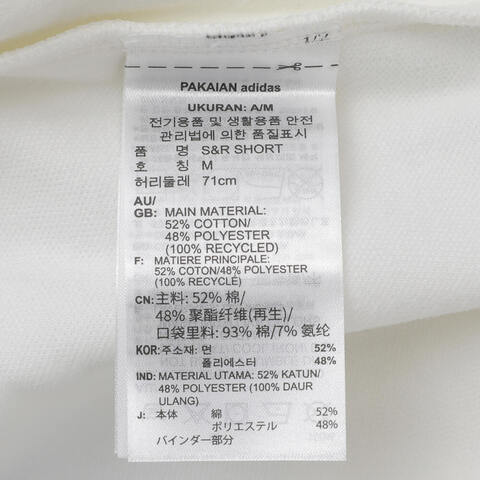 1/2
PAKAIAN adidas
UKURAN: A/M
전기용품 및 생활용품 안전
관리법에 의한 품질표시
품 명 S&R SHORT
호 칭 M
허리둘레 71cm
AU/
GB: MAIN MATERIAL:
52% COTTON/
48% POLYESTER
(100% RECYCLED)
F: MATIERE PRINCIPALE:
52% COTON/48% POLYESTER
(100% RECYCLÉ)
CN: 主料: 52% 棉/
48% 聚酯纤维(再生)/
口袋里料: 93% 棉/7% 氨纶
KOR: 주소재: 면 52%
폴리에스터 48%
IND: MATERIAL UTAMA: 52% KATUN/
48% POLYESTER (100% DAUR
ULANG)
J: 本体 綿 52%
ポリエステル 48%
バインダー部分